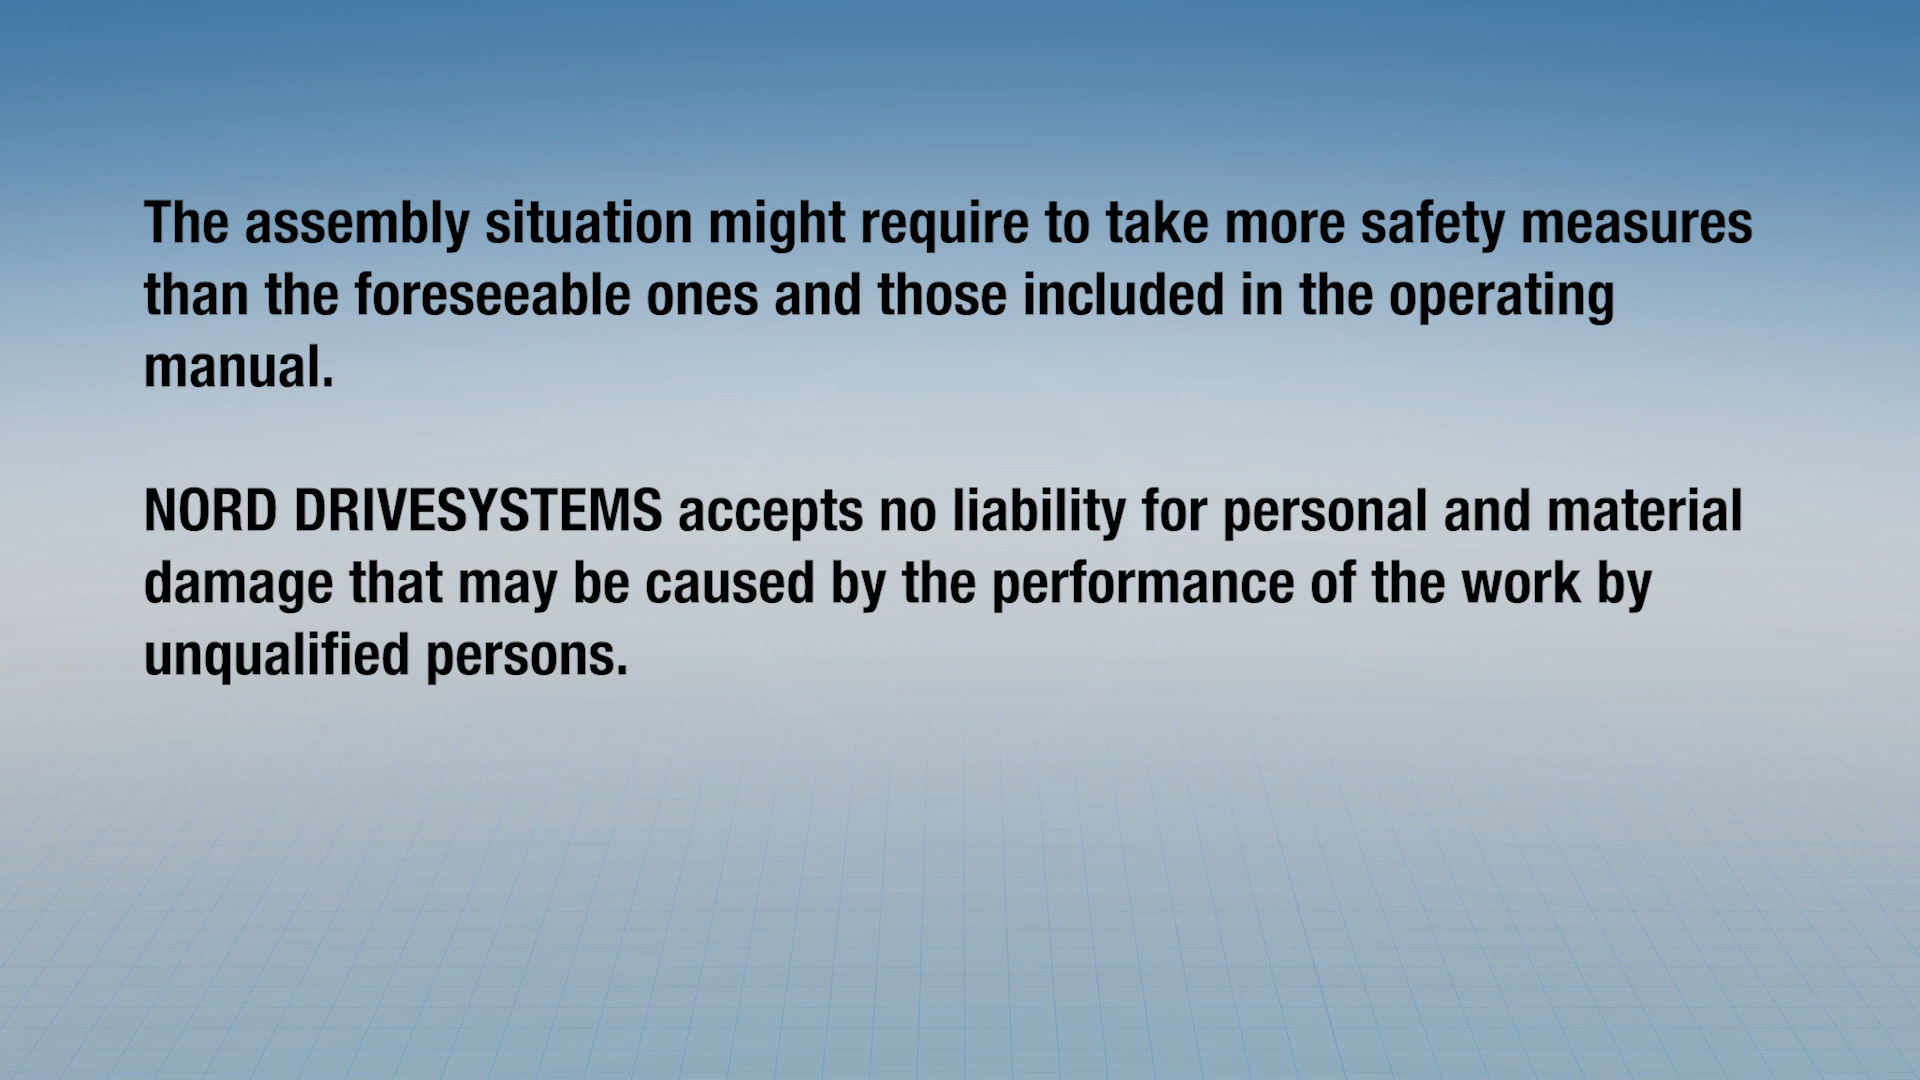 The assembly situation might require to take more safety measures
than the foreseeable ones and those included in the operating
manual.
NORD DRIVESYSTEMS accepts no liability for personal and material
damage that may be caused by the performance of the work by
unqualified persons.